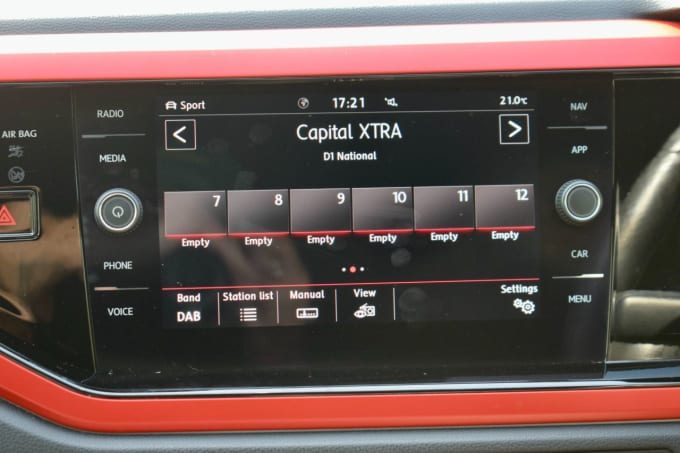 Sport 17:21 21.0°C
Capital XTRA
D1 National
7 8 9 10 11 12
Empty Empty Empty Empty Empty Empty
Band Station list Manual View Settings
DAB
RADIO
MEDIA
PHONE
VOICE
NAV
APP
CAR
MENU
AIR BAG